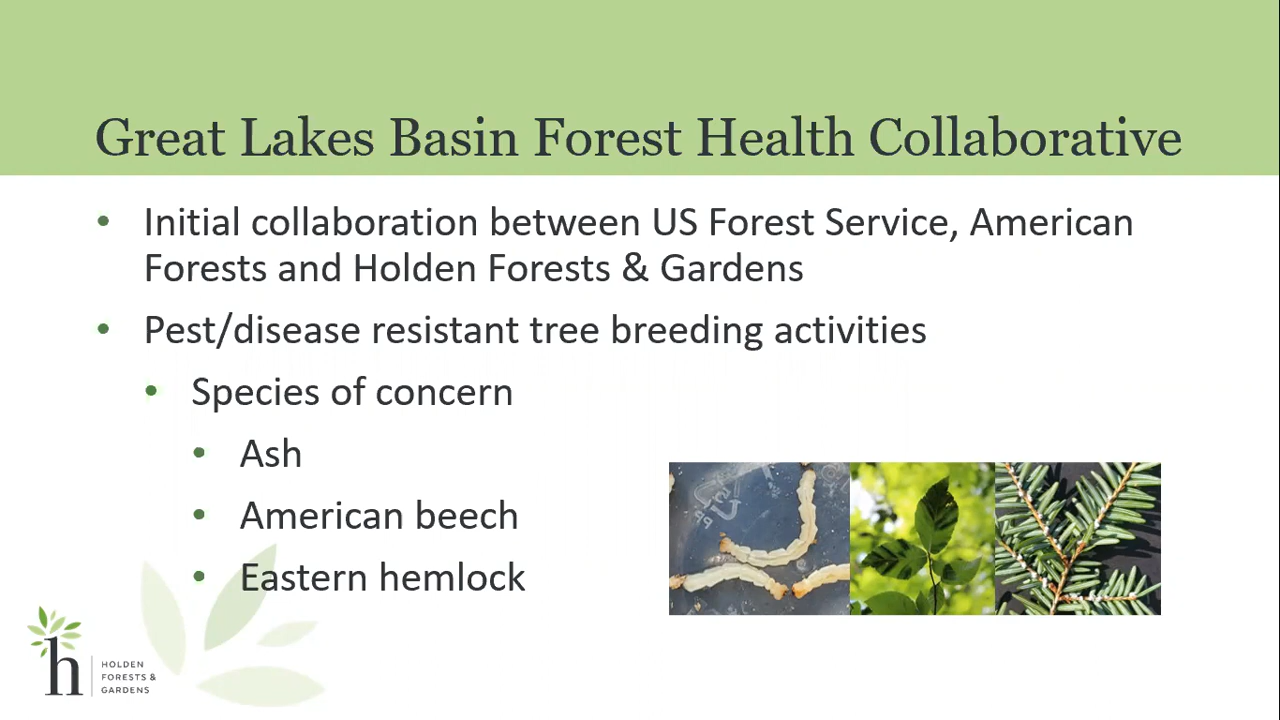 Great Lakes Basin Forest Health Collaborative
• Initial collaboration between US Forest Service, American
Forests and Holden Forests & Gardens
• Pest/disease resistant tree breeding activities
• Species of concern
• Ash
• American beech
• Eastern hemlock
h
HOLDEN
FORESTS &
GARDENS